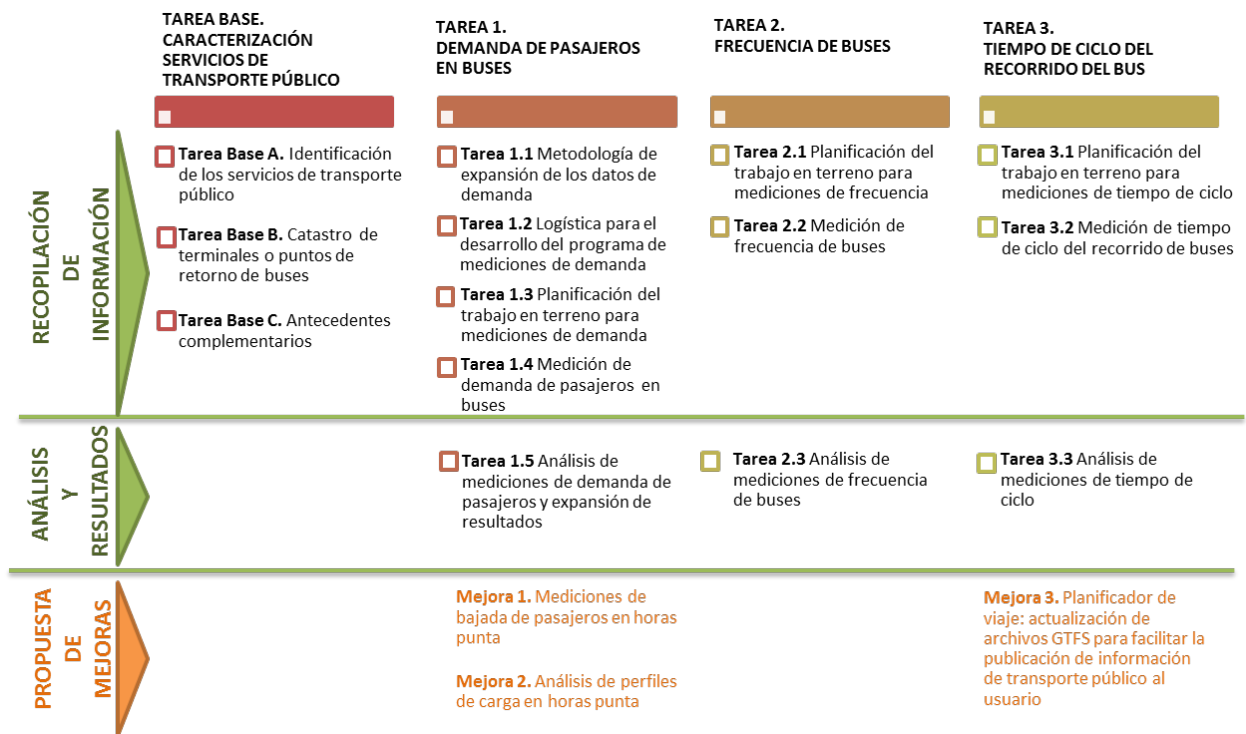 TAREA BASE.
CARACTERIZACIÓN
SERVICIOS DE
TRANSPORTE PÚBLICO
TAREA 1.
DEMANDA DE PASAJEROS
EN BUSES
TAREA 2.
FRECUENCIA DE BUSES
TAREA 3.
TIEMPO DE CICLO DEL
RECORRIDO DEL BUS
RECOPILACIÓN
DE
INFORMACIÓN
Tarea Base A. Identificación
de los servicios de transporte
público
Tarea Base B. Catastro de
terminales o puntos de
retorno de buses
Tarea Base C. Antecedentes
complementarios
Tarea 1.1 Metodología de
expansión de los datos de
demanda
Tarea 1.2 Logística para el
desarrollo del programa de
mediciones de demanda
Tarea 1.3 Planificación del
trabajo en terreno para
mediciones de demanda
Tarea 1.4 Medición de
demanda de pasajeros en
buses
Tarea 2.1 Planificación del
trabajo en terreno para
mediciones de frecuencia
Tarea 2.2 Medición de
frecuencia de buses
Tarea 3.1 Planificación del
trabajo en terreno para
mediciones de tiempo de ciclo
Tarea 3.2 Medición de tiempo
de ciclo del recorrido de buses
ANÁLISIS
Y
RESULTADOS
Tarea 1.5 Análisis de
mediciones de demanda de
pasajeros y expansión de
resultados
Tarea 2.3 Análisis de
mediciones de frecuencia
de buses
Tarea 3.3 Análisis de
mediciones de tiempo de
ciclo
PROPUESTA
DE
MEJORAS
Mejora 1. Mediciones de
bajada de pasajeros en horas
punta
Mejora 2. Análisis de perfiles
de carga en horas punta
Mejora 3. Planificador de
viaje: actualización de
archivos GTFS para facilitar la
publicación de información
de transporte público al
usuario